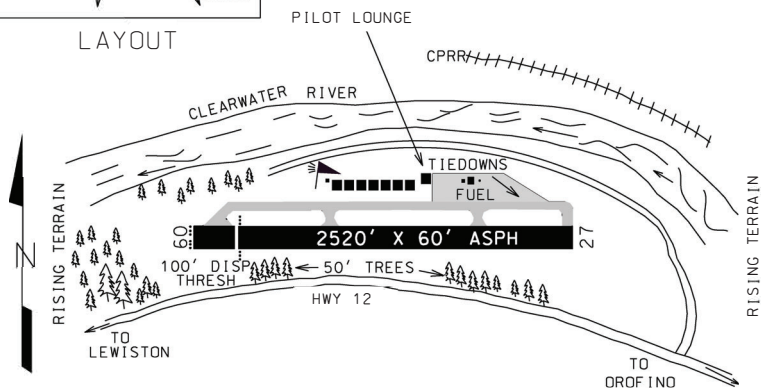 LAYOUT
PILOT LOUNGE
CPRR
CLEARWATER RIVER
TIEDOWNS
FUEL
RISING TERRAIN
RISING TERRAIN
N
09
2520' X 60' ASPH
27
100' DISP
THRESH
50' TREES
HWY 12
TO
LEWISTON
TO
OROFINO